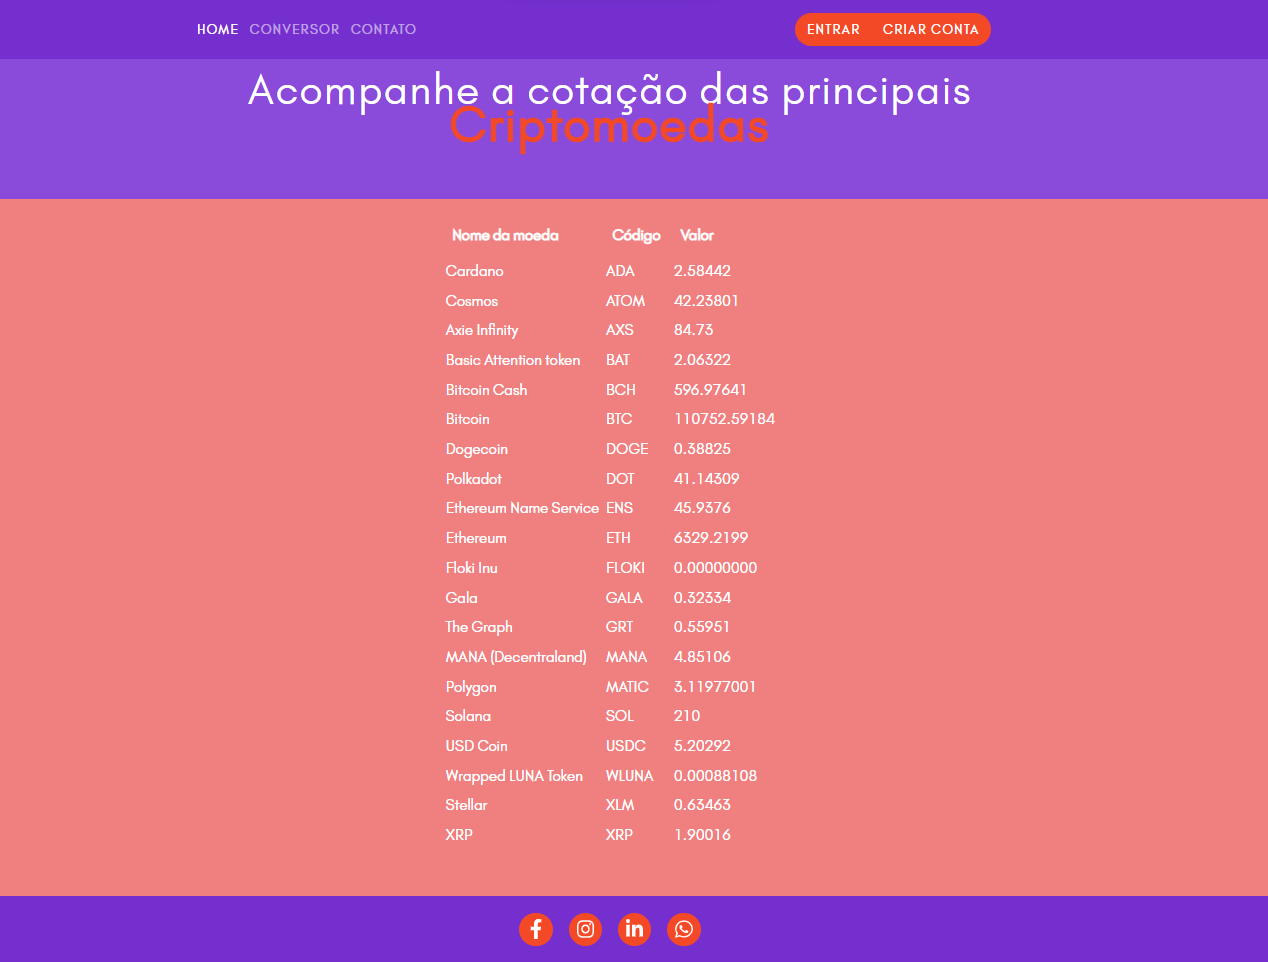 HOME CONVERSOR CONTATO ENTRAR CRIAR CONTA
Acompanhe a cotação das principais
Criptomoedas
Nome da moeda Código Valor
Cardano ADA 2.58442
Cosmos ATOM 42.23801
Axie Infinity AXS 84.73
Basic Attention token BAT 2.06322
Bitcoin Cash BCH 596.97641
Bitcoin BTC 110752.59184
Dogecoin DOGE 0.38825
Polkadot DOT 41.14309
Ethereum Name Service ENS 45.9376
Ethereum ETH 6329.2199
Floki Inu FLOKI 0.00000000
Gala GALA 0.32334
The Graph GRT 0.55951
MANA (Decentraland) MANA 4.85106
Polygon MATIC 3.11977001
Solana SOL 210
USD Coin USDC 5.20292
Wrapped LUNA Token WLUNA 0.00088108
Stellar XLM 0.63463
XRP XRP 1.90016